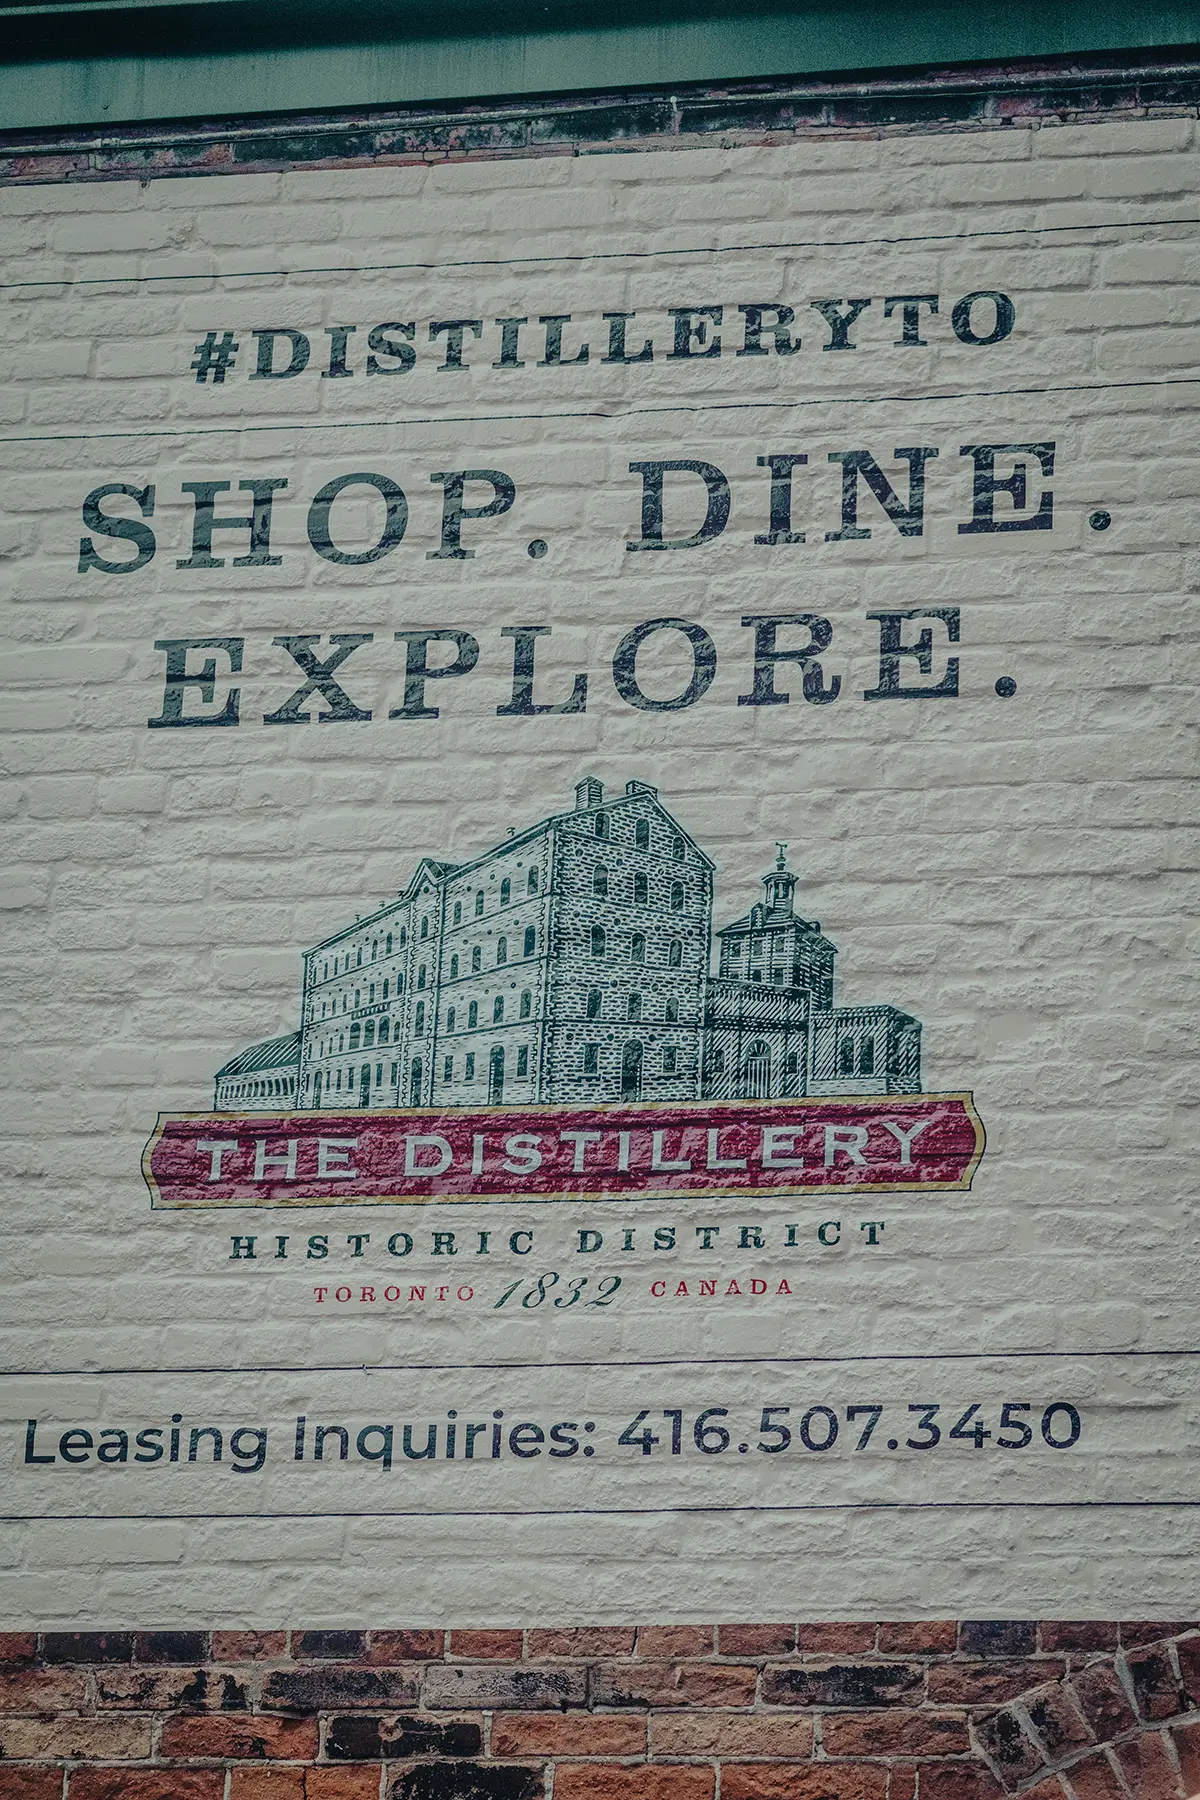 #DISTILLERYTO
SHOP. DINE.
EXPLORE.
THE DISTILLERY
HISTORIC DISTRICT
TORONTO 1832 CANADA
Leasing Inquiries: 416.507.3450